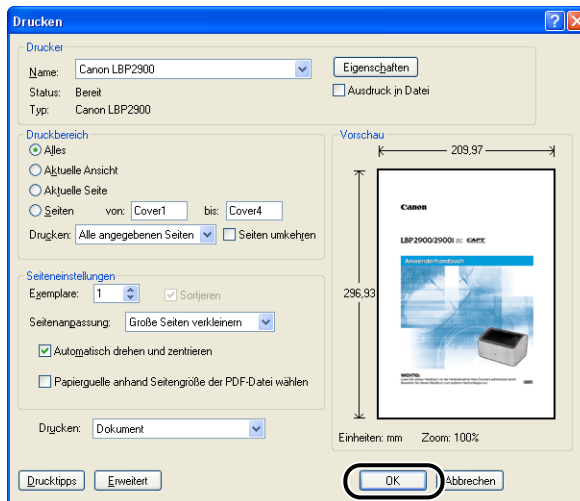 Drucken
Drucker
Name: Canon LBP2900 Eigenschaften
Status: Bereit Ausdruck in Datei
Typ: Canon LBP2900
Druckbereich
Alles
Aktuelle Ansicht
Aktuelle Seite
Seiten von: Cover1 bis: Cover4
Drucken: Alle angegebenen Seiten Seiten umkehren
Seiteneinstellungen
Exemplare: 1 Sortieren
Seitenanpassung: Große Seiten verkleinern
Automatisch drehen und zentrieren
Papierquelle anhand Seitengröße der PDF-Datei wählen
Drucken: Dokument
Vorschau
209,97
296,93
Canon
LBP2900/2900i CAPT
Anwenderhandbuch
WICHTIG:
Einheiten: mm Zoom: 100%
Drucktipps Erweitert OK Abbrechen